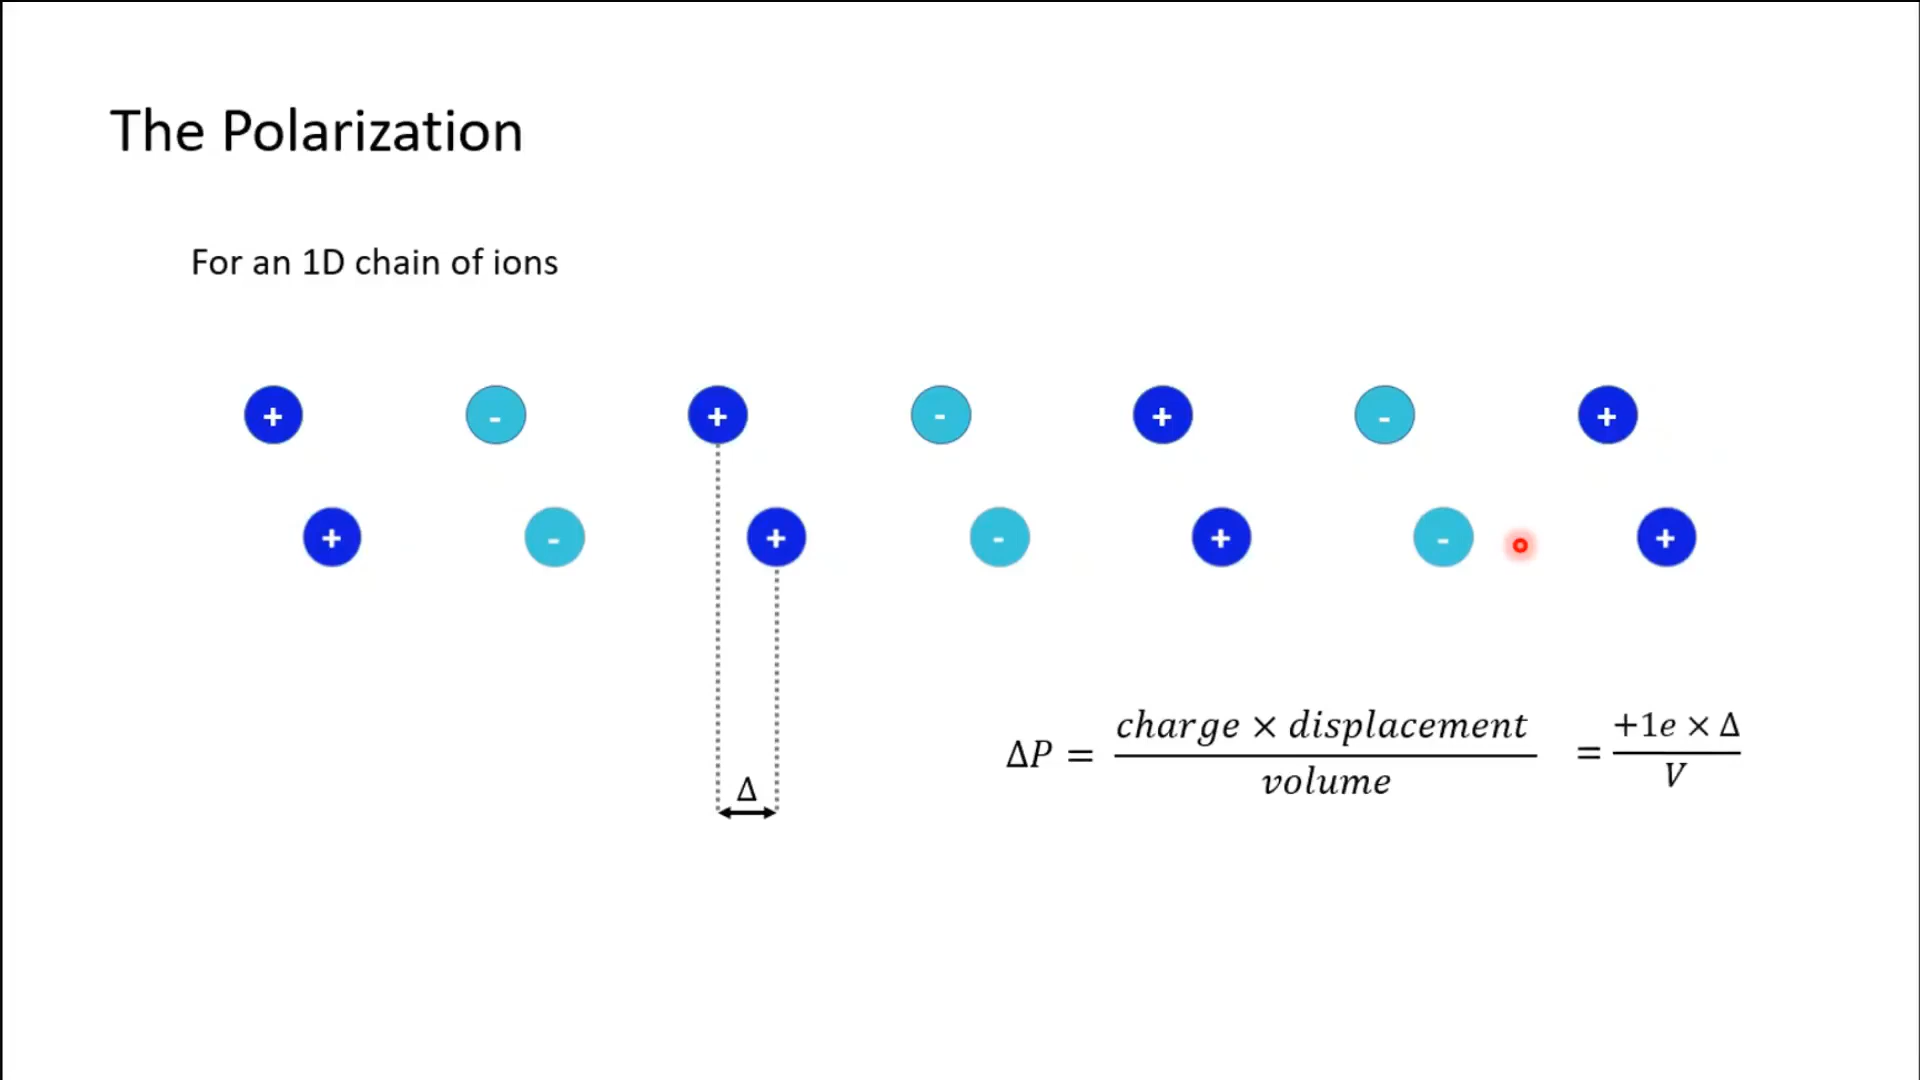 The Polarization
For an 1D chain of ions
+ - + - + - +
+ - + - + - +
Δ
ΔP = charge × displacement / volume = +1e × Δ / V